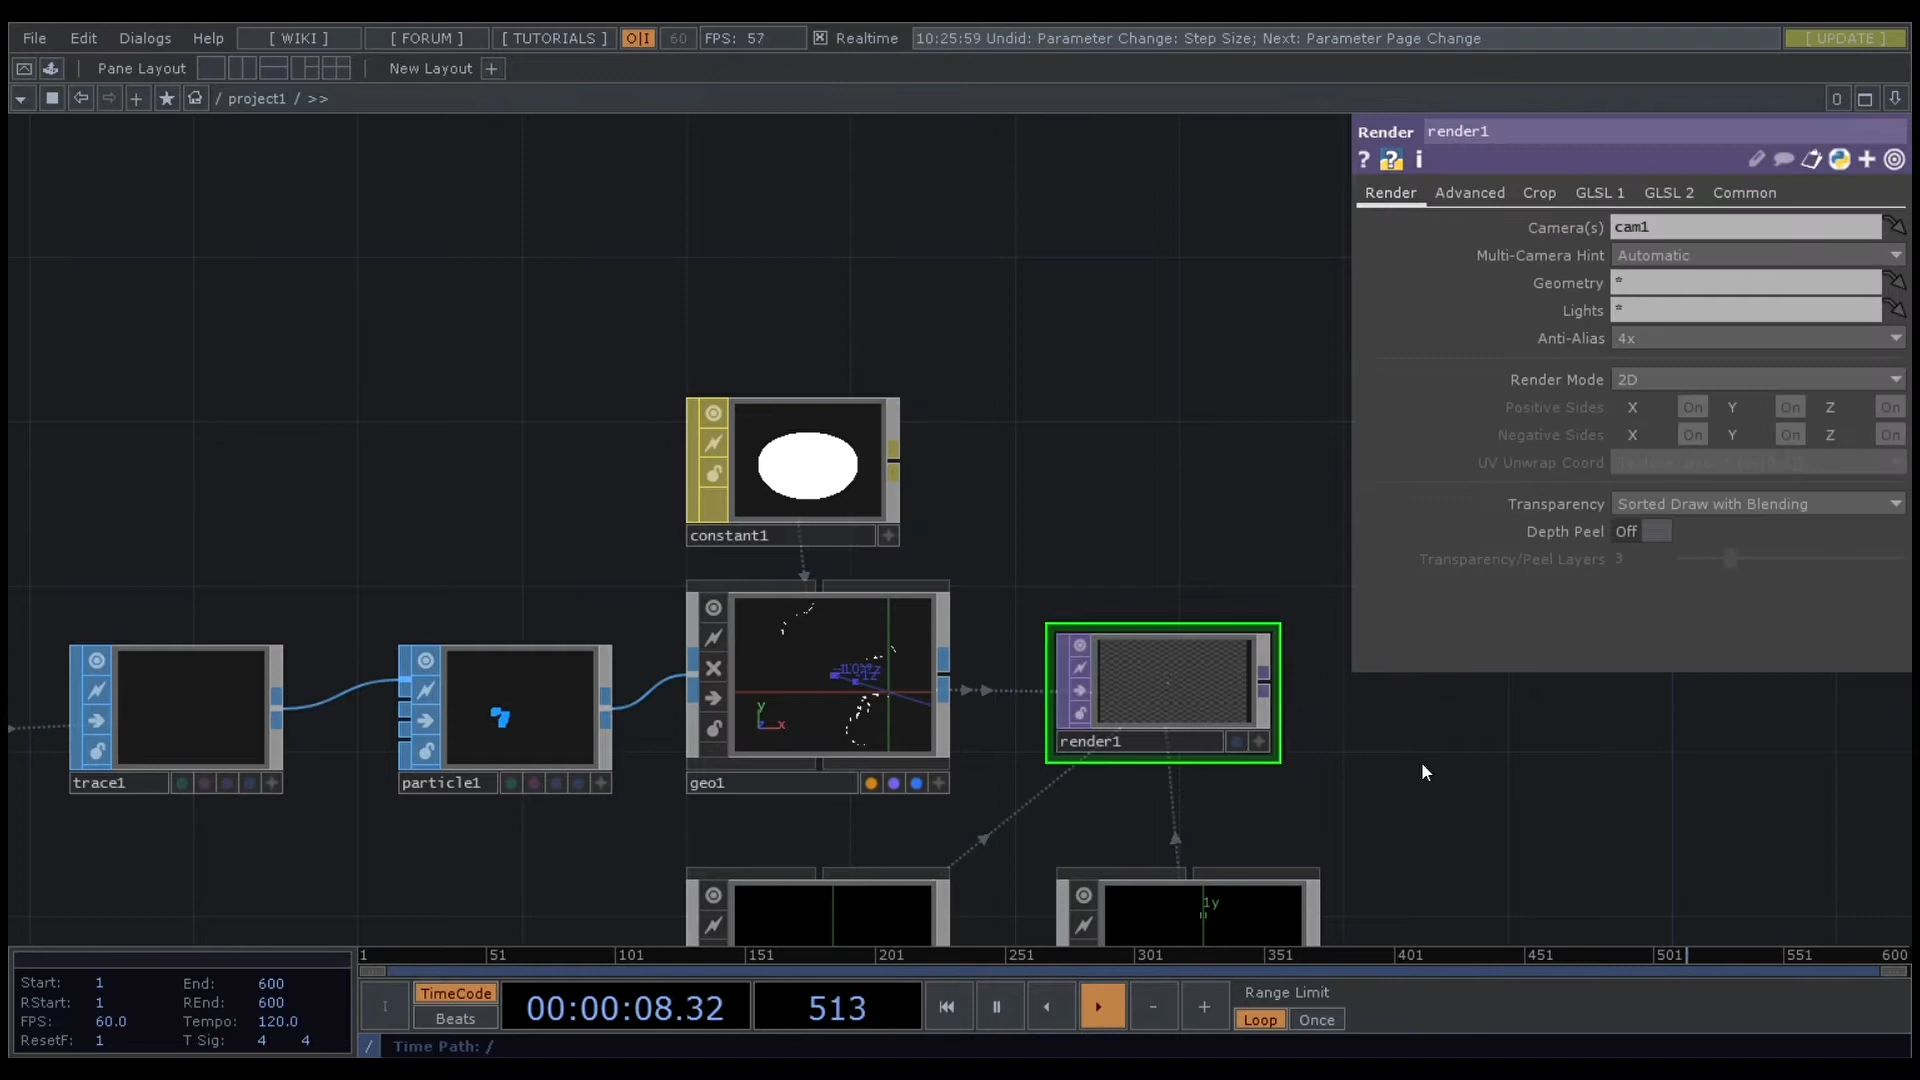 File Edit Dialogs Help [ WIKI ] [ FORUM ] [ TUTORIALS ] O|I 60 FPS: 57 Realtime 10:25:59 Undid: Parameter Change: Step Size; Next: Parameter Page Change [ UPDATE ]
Pane Layout New Layout +
/ project1 / >> 0
Render render1
? ? i
Render Advanced Crop GLSL 1 GLSL 2 Common
Camera(s) cam1
Multi-Camera Hint Automatic
Geometry *
Lights *
Anti-Alias 4x
Render Mode 2D
Positive Sides X On Y On Z On
Negative Sides X On Y On Z On
UV Unwrap Coord
Transparency Sorted Draw with Blending
Depth Peel Off
Transparency/Peel Layers 3
constant1
y
z x
trace1
particle1
geo1
render1
1y
1 51 101 151 201 251 301 351 401 451 501 551 600
Start: 1 End: 600
RStart: 1 REnd: 600
FPS: 60.0 Tempo: 120.0
ResetF: 1 T Sig: 4 4
TimeCode
Beats
00:00:08.32 513
- +
Range Limit
Loop Once
/ Time Path: /